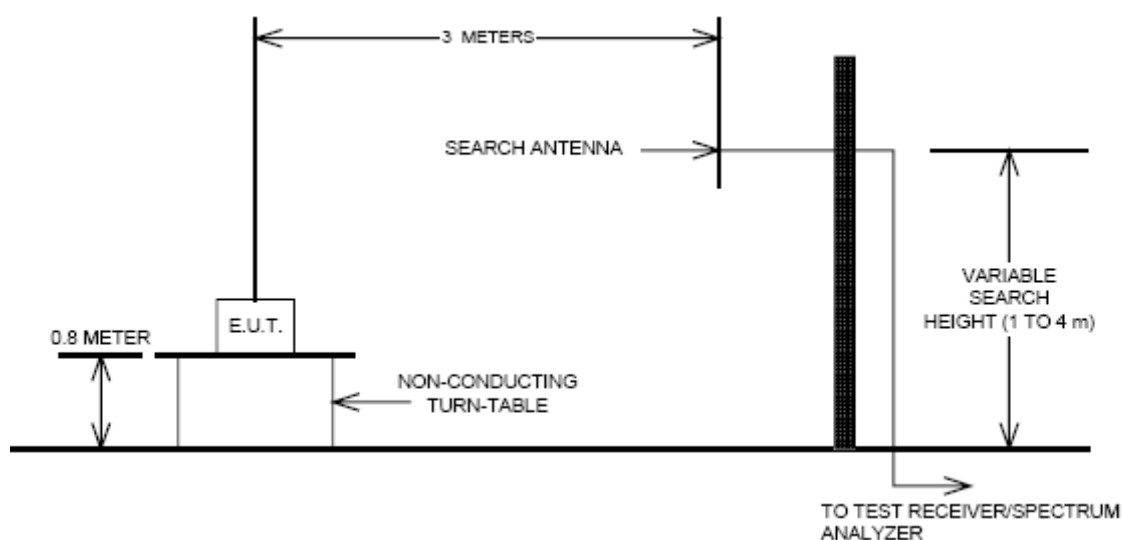 3 METERS
SEARCH ANTENNA
VARIABLE
SEARCH
HEIGHT (1 TO 4 m)
E.U.T.
0.8 METER
NON-CONDUCTING
TURN-TABLE
TO TEST RECEIVER/SPECTRUM
ANALYZER